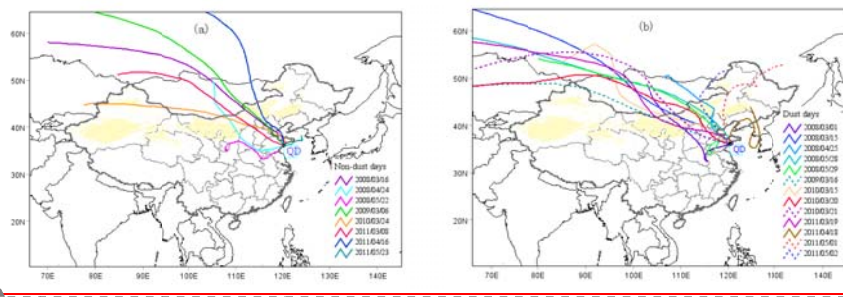 (a)
60N
50N
40N
30N
20N
70E 80E 90E 100E 110E 120E 130E 140E
QD
Non-dust days
2008/03/16
2008/04/24
2008/05/22
2009/03/06
2010/03/24
2011/03/08
2011/04/16
2011/05/23
(b)
60N
50N
40N
30N
20N
70E 80E 90E 100E 110E 120E 130E 140E
QD
Dust days
2008/03/01
2008/03/15
2008/04/25
2008/05/28
2008/05/29
2009/03/16
2010/03/15
2010/03/20
2010/03/21
2011/03/19
2011/04/18
2011/05/01
2011/05/02